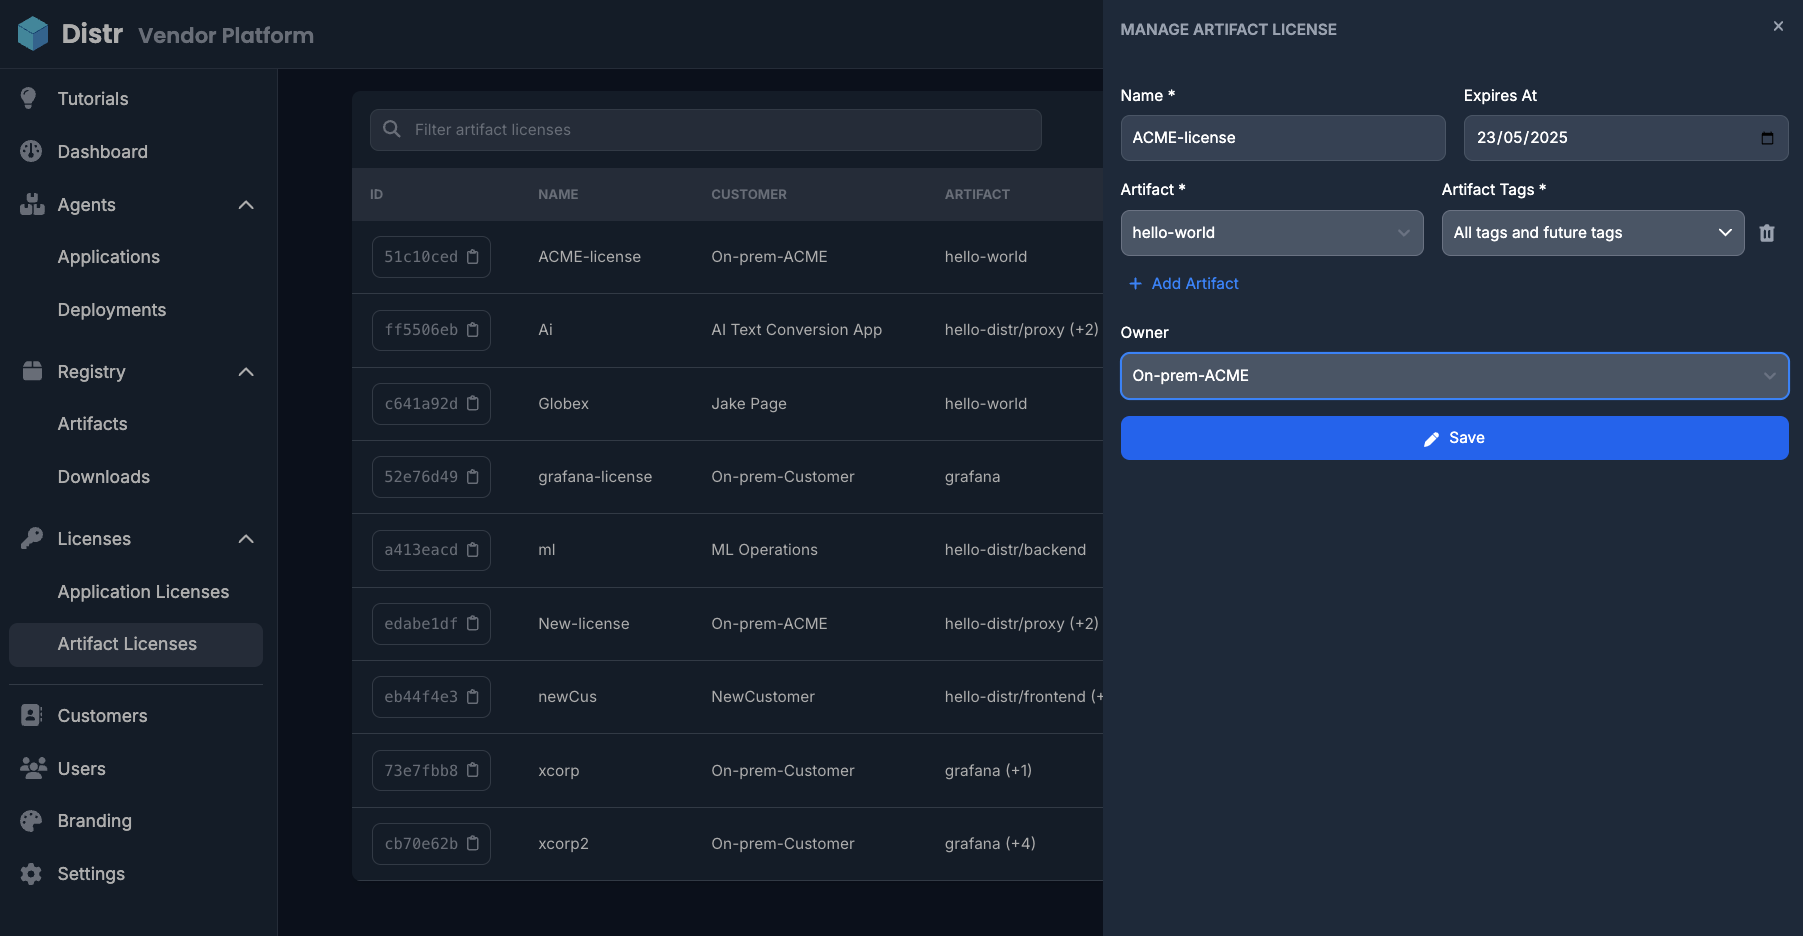 Distr Vendor Platform
Tutorials
Dashboard
Agents
Applications
Deployments
Registry
Artifacts
Downloads
Licenses
Application Licenses
Artifact Licenses
Customers
Users
Branding
Settings
Filter artifact licenses
ID NAME CUSTOMER ARTIFACT
51c10ced ACME-license On-prem-ACME hello-world
ff5506eb Ai AI Text Conversion App hello-distr/proxy (+2)
c641a92d Globex Jake Page hello-world
52e76d49 grafana-license On-prem-Customer grafana
a413eacd ml ML Operations hello-distr/backend
edabe1df New-license On-prem-ACME hello-distr/proxy (+2)
eb44f4e3 newCus NewCustomer hello-distr/frontend (+
73e7fbb8 xcorp On-prem-Customer grafana (+1)
cb70e62b xcorp2 On-prem-Customer grafana (+4)
MANAGE ARTIFACT LICENSE
Name * Expires At
ACME-license 23/05/2025
Artifact * Artifact Tags *
hello-world All tags and future tags
+ Add Artifact
Owner
On-prem-ACME
Save